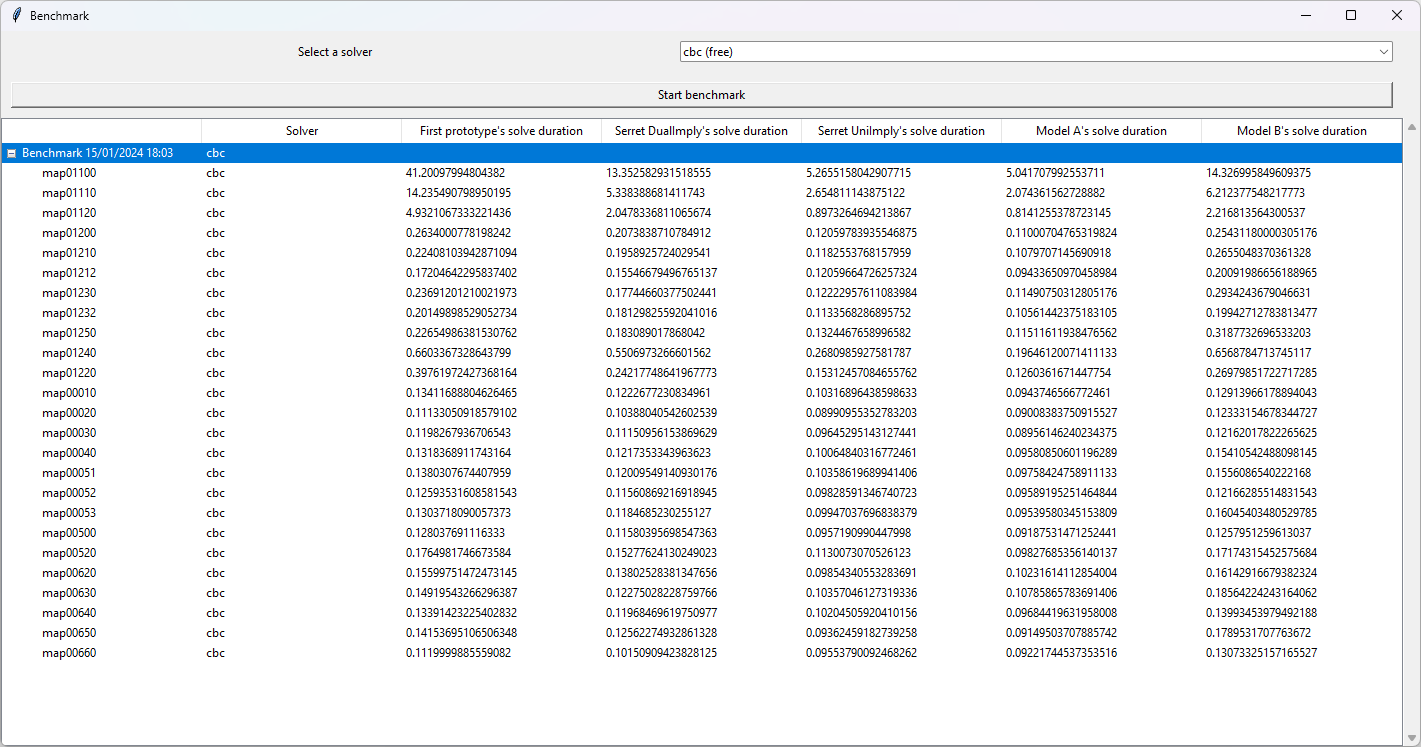 Benchmark
Select a solver cbc (free)
Start benchmark
Solver First prototype's solve duration Serret DualImply's solve duration Serret UniImply's solve duration Model A's solve duration Model B's solve duration
Benchmark 15/01/2024 18:03 cbc
map01100 cbc 41.20097994804382 13.352582931518555 5.2655158042907715 5.041707992553711 14.326995849609375
map01110 cbc 14.235490798950195 5.338388681411743 2.654811143875122 2.074361562728882 6.212377548217773
map01120 cbc 4.9321067333221436 2.0478336811065674 0.8973264694213867 0.8141255378723145 2.216813564300537
map01200 cbc 0.2634000778198242 0.2073838710784912 0.12059783935546875 0.11000704765319824 0.25431180000305176
map01210 cbc 0.22408103942871094 0.1958925724029541 0.1182553768157959 0.1079707145690918 0.2655048370361328
map01212 cbc 0.17204642295837402 0.15546679496765137 0.12059664726257324 0.09433650970458984 0.20091986656188965
map01230 cbc 0.23691201210021973 0.17744660377502441 0.12222957611083984 0.11490750312805176 0.2934243679046631
map01232 cbc 0.20149898529052734 0.18129825592041016 0.1133568286895752 0.10561442375183105 0.19942712783813477
map01250 cbc 0.22654986381530762 0.183089017868042 0.1324467658996582 0.11511611938476562 0.3187732696533203
map01240 cbc 0.6603367328643799 0.5506973266601562 0.2680985927581787 0.19646120071411133 0.6568784713745117
map01220 cbc 0.39761972427368164 0.24217748641967773 0.15312457084655762 0.1260361671447754 0.26979851722717285
map00010 cbc 0.13411688804626465 0.1222677230834961 0.10316896438598633 0.0943746566772461 0.12913966178894043
map00020 cbc 0.11133050918579102 0.10388040542602539 0.08990955352783203 0.09008383750915527 0.12333154678344727
map00030 cbc 0.1198267936706543 0.11150956153869629 0.09645295143127441 0.08956146240234375 0.12162017822265625
map00040 cbc 0.1318368911743164 0.1217353343963623 0.10064840316772461 0.09580850601196289 0.15410542488098145
map00051 cbc 0.1380307674407959 0.12009549140930176 0.10358619689941406 0.09758424758911133 0.1556086540222168
map00052 cbc 0.12593531608581543 0.11560869216918945 0.09828591346740723 0.09589195251464844 0.12166285514831543
map00053 cbc 0.1303718090057373 0.1184685230255127 0.09947037696838379 0.09539580345153809 0.16045403480529785
map00500 cbc 0.128037691116333 0.11580395698547363 0.0957190990447998 0.09187531471252441 0.1257951259613037
map00520 cbc 0.1764981746673584 0.15277624130249023 0.1130073070526123 0.09827685356140137 0.17174315452575684
map00620 cbc 0.15599751472473145 0.13802528381347656 0.09854340553283691 0.10231614112854004 0.16142916679382324
map00630 cbc 0.14919543266296387 0.12275028228759766 0.10357046127319336 0.10785865783691406 0.18564224243164062
map00640 cbc 0.13391423225402832 0.11968469619750977 0.10204505920410156 0.09684419631958008 0.13993453979492188
map00650 cbc 0.14153695106506348 0.12562274932861328 0.09362459182739258 0.09149503707885742 0.1789531707763672
map00660 cbc 0.1119999885559082 0.10150909423828125 0.09553790092468262 0.09221744537353516 0.13073325157165527